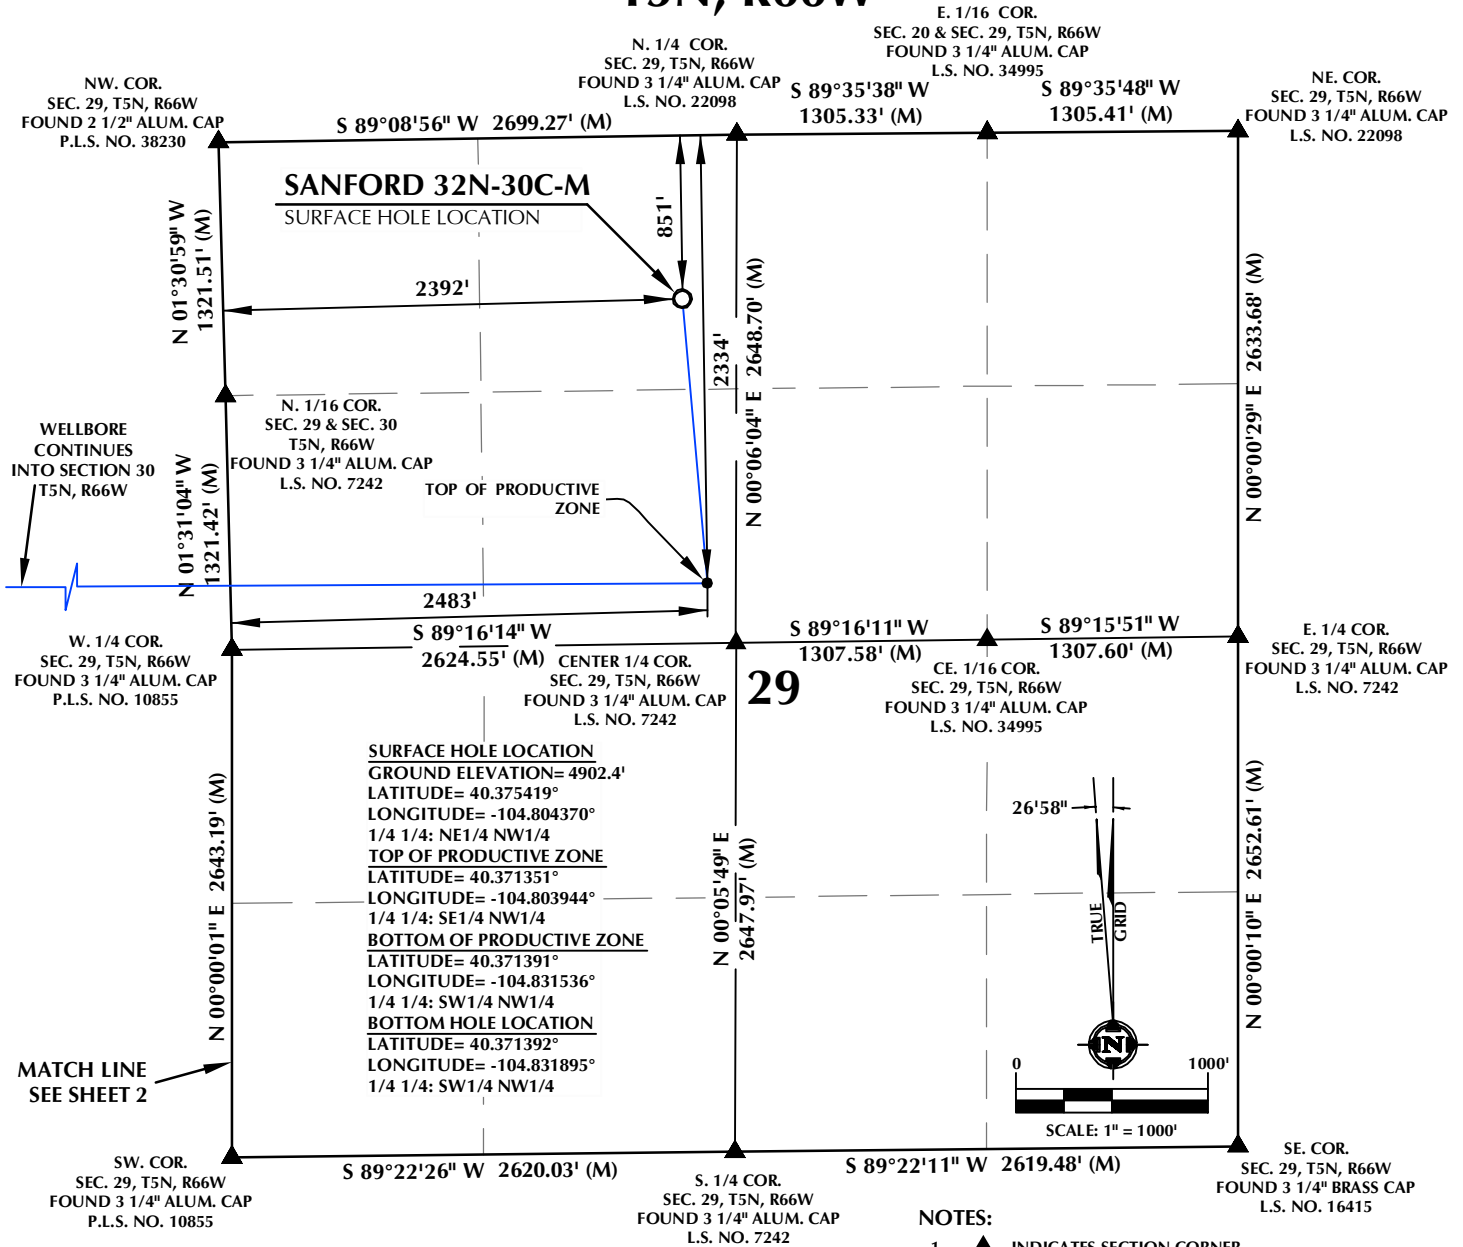 T5N, R66W
E. 1/16 COR.
SEC. 20 & SEC. 29, T5N, R66W
FOUND 3 1/4" ALUM. CAP
L.S. NO. 34995
N. 1/4 COR.
SEC. 29, T5N, R66W
FOUND 3 1/4" ALUM. CAP
L.S. NO. 22098
NW. COR.
SEC. 29, T5N, R66W
FOUND 2 1/2" ALUM. CAP
P.L.S. NO. 38230
NE. COR.
SEC. 29, T5N, R66W
FOUND 3 1/4" ALUM. CAP
L.S. NO. 22098
S 89°08'56" W 2699.27' (M)
S 89°35'38" W
1305.33' (M)
S 89°35'48" W
1305.41' (M)
SANFORD 32N-30C-M
SURFACE HOLE LOCATION
851'
2392'
2334'
N 01°30'59" W
1321.51' (M)
N 00°06'04" E 2648.70' (M)
N 00°00'29" E 2633.68' (M)
N. 1/16 COR.
SEC. 29 & SEC. 30
T5N, R66W
FOUND 3 1/4" ALUM. CAP
L.S. NO. 7242
WELLBORE
CONTINUES
INTO SECTION 30
T5N, R66W
N 01°31'04" W
1321.42' (M)
TOP OF PRODUCTIVE
ZONE
2483'
S 89°16'14" W
2624.55' (M)
S 89°16'11" W
1307.58' (M)
S 89°15'51" W
1307.60' (M)
W. 1/4 COR.
SEC. 29, T5N, R66W
FOUND 3 1/4" ALUM. CAP
P.L.S. NO. 10855
CENTER 1/4 COR.
SEC. 29, T5N, R66W
FOUND 3 1/4" ALUM. CAP
L.S. NO. 7242
29
CE. 1/16 COR.
SEC. 29, T5N, R66W
FOUND 3 1/4" ALUM. CAP
L.S. NO. 34995
E. 1/4 COR.
SEC. 29, T5N, R66W
FOUND 3 1/4" ALUM. CAP
L.S. NO. 7242
SURFACE HOLE LOCATION
GROUND ELEVATION= 4902.4'
LATITUDE= 40.375419°
LONGITUDE= -104.804370°
1/4 1/4: NE1/4 NW1/4
TOP OF PRODUCTIVE ZONE
LATITUDE= 40.371351°
LONGITUDE= -104.803944°
1/4 1/4: SE1/4 NW1/4
BOTTOM OF PRODUCTIVE ZONE
LATITUDE= 40.371391°
LONGITUDE= -104.831536°
1/4 1/4: SW1/4 NW1/4
BOTTOM HOLE LOCATION
LATITUDE= 40.371392°
LONGITUDE= -104.831895°
1/4 1/4: SW1/4 NW1/4
N 00°00'01" E 2643.19' (M)
N 00°05'49" E
2647.97' (M)
N 00°00'10" E 2652.61' (M)
26'58"
TRUE
GRID
N
0 1000'
SCALE: 1" = 1000'
MATCH LINE
SEE SHEET 2
S 89°22'26" W 2620.03' (M)
S 89°22'11" W 2619.48' (M)
SW. COR.
SEC. 29, T5N, R66W
FOUND 3 1/4" ALUM. CAP
P.L.S. NO. 10855
S. 1/4 COR.
SEC. 29, T5N, R66W
FOUND 3 1/4" ALUM. CAP
L.S. NO. 7242
SE. COR.
SEC. 29, T5N, R66W
FOUND 3 1/4" BRASS CAP
L.S. NO. 16415
NOTES:
1. INDICATES SECTION CORNER